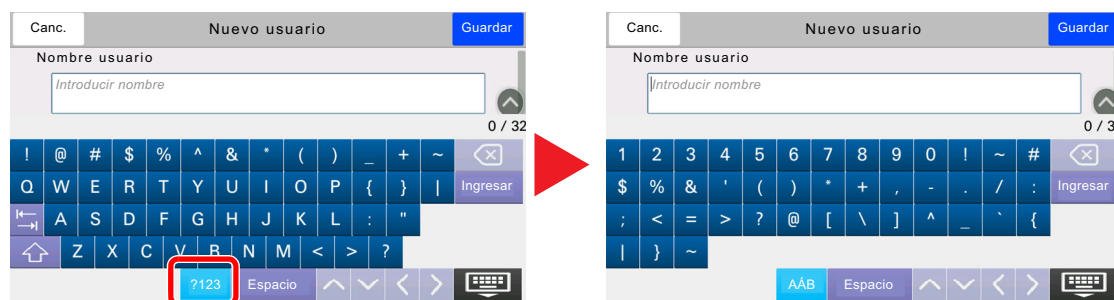 Canc. Nuevo usuario Guardar
Nombre usuario
Introducir nombre
0 / 32
! @ # $ % ^ & * ( ) _ + ~
Q W E R T Y U I O P { } | Ingresar
A S D F G H J K L : "
Z X C V B N M < > ?
?123 Espacio
Canc. Nuevo usuario Guardar
Nombre usuario
Introducir nombre
0 / 3
1 2 3 4 5 6 7 8 9 0 ! ~ #
$ % & ' ( ) * + , - . / : Ingresar
; < = > ? @ [ \ ] ^ _ ` {
| } ~
AÁB Espacio